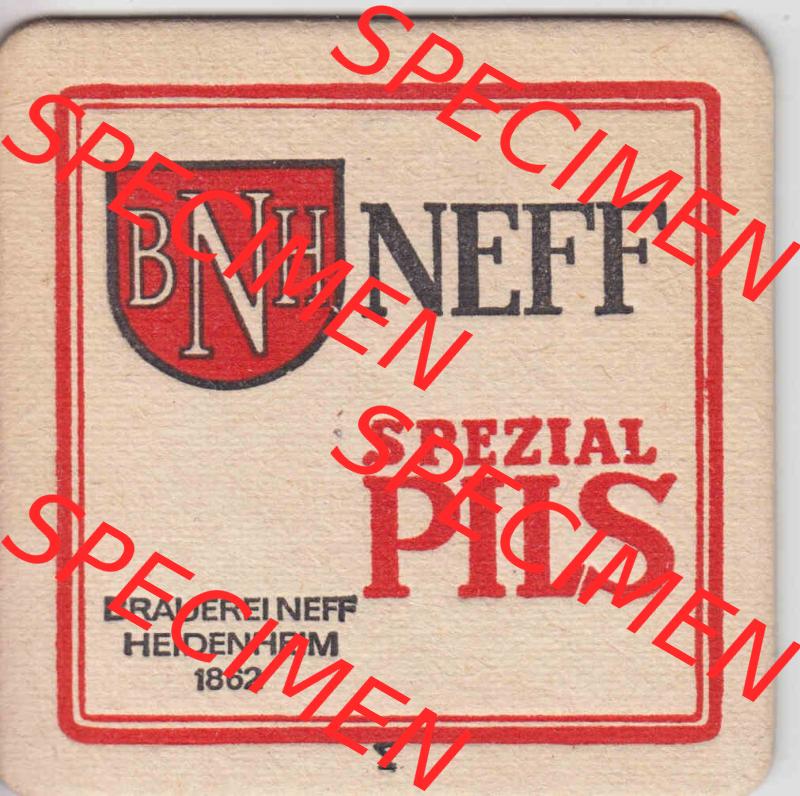 SPECIMEN
SPECIMEN
BNH
NEFF
SPEZIAL
PILS
SPECIMEN
SPECIMEN
BRAUEREI NEFF
HEIDENHEIM
1862